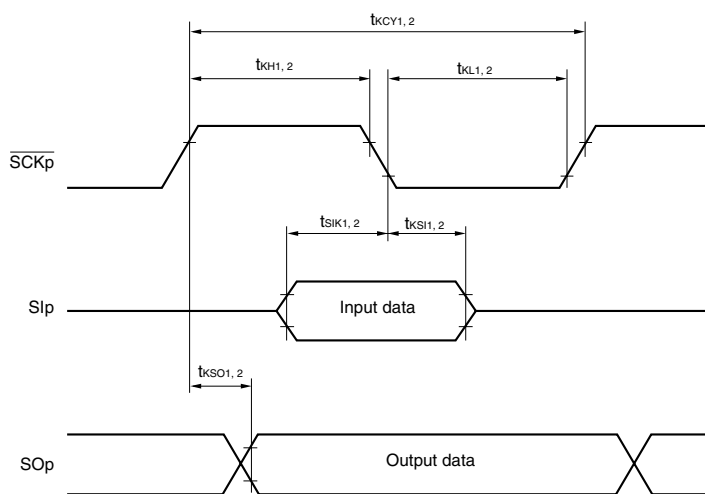 tKCY1, 2
tKH1, 2
tKL1, 2
SCKp
tSIK1, 2
tKSI1, 2
SIp
Input data
tKSO1, 2
SOp
Output data